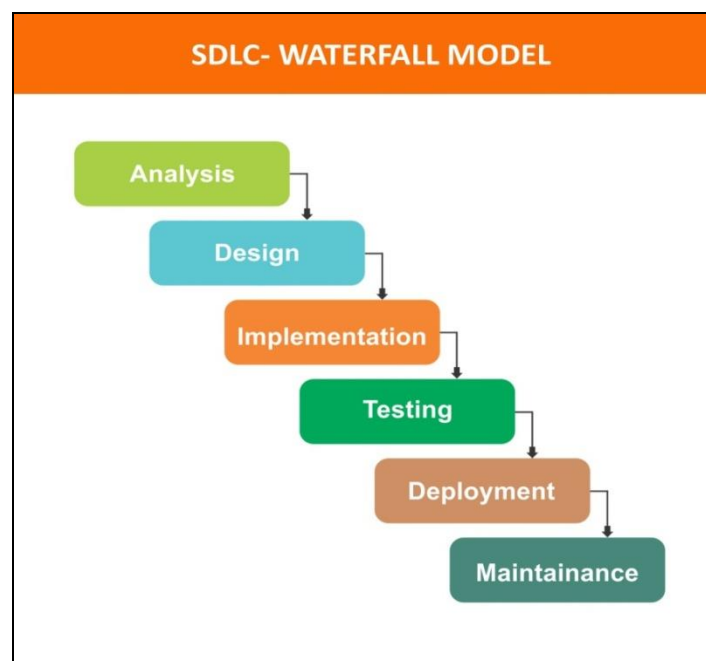 SDLC- WATERFALL MODEL
Analysis
Design
Implementation
Testing
Deployment
Maintainance